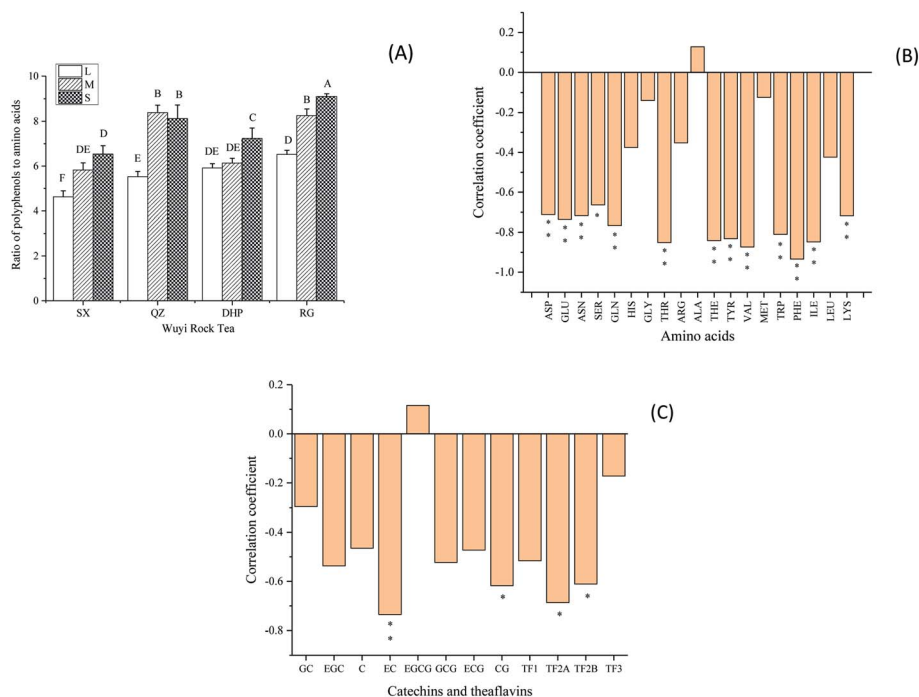 (A)
L
M
S
10
8
6
4
2
0
Ratio of polyphenols to amino acids
F DE D
E B B
DE DE C
D B A
SX QZ DHP RG
Wuyi Rock Tea
(B)
0.2
0.0
-0.2
-0.4
-0.6
-0.8
-1.0
Correlation coefficient
* * * * * * * * * * * * * * * * * * * * * * * * *
ASP GLU ASN SER GLN HIS GLY THR ARG ALA THE TYR VAL MET TRP PHE ILE LEU LYS
Amino acids
(C)
0.2
0.0
-0.2
-0.4
-0.6
-0.8
Correlation coefficient
* * * * *
GC EGC C EC EGCG GCG ECG CG TF1 TF2A TF2B TF3
Catechins and theaflavins